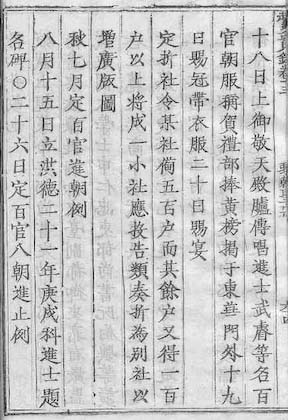 十八日上御敬天殿臚傳唱進士武睿等名百
官朝服稱賀禮部捧黃榜揭于東華門外十九
日賜冠帶衣服二十日賜宴
定折社令某社備五百户而其餘户又得一百
户以上將成一小社應放告類奏折為別社以
增廣版圖
秋七月定百官進朝例
八月十五日立洪德二十一年庚戌科進士題
名碑○二十六日定百官入朝進止例